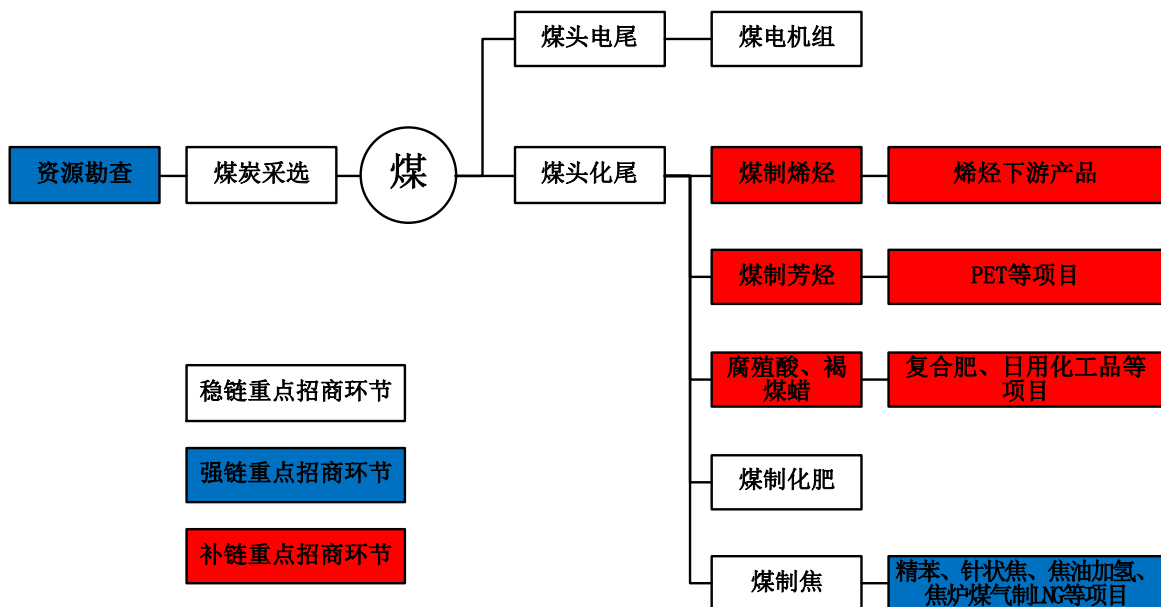 煤头电尾
煤电机组
资源勘查
煤炭采选
煤
煤头化尾
煤制烯烃
烯烃下游产品
煤制芳烃
PET等项目
腐殖酸、褐
煤蜡
复合肥、日用化工品等
项目
煤制化肥
煤制焦
精苯、针状焦、焦油加氢、
焦炉煤气制LNG等项目
稳链重点招商环节
强链重点招商环节
补链重点招商环节